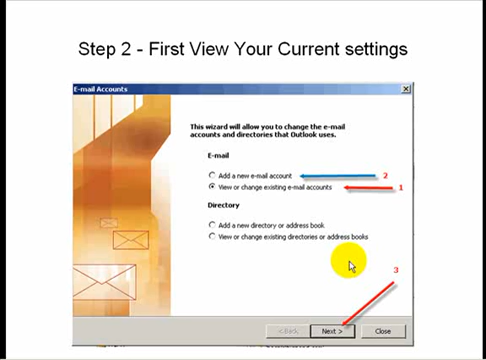 Step 2 - First View Your Current settings
E-mail Accounts
This wizard will allow you to change the e-mail
accounts and directories that Outlook uses.
E-mail
Add a new e-mail account
2
View or change existing e-mail accounts
1
Directory
Add a new directory or address book
View or change existing directories or address books
3
< Back
Next >
Close